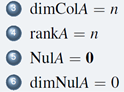 3 dimColA = n
4 rankA = n
5 NulA = 0
6 dimNulA = 0